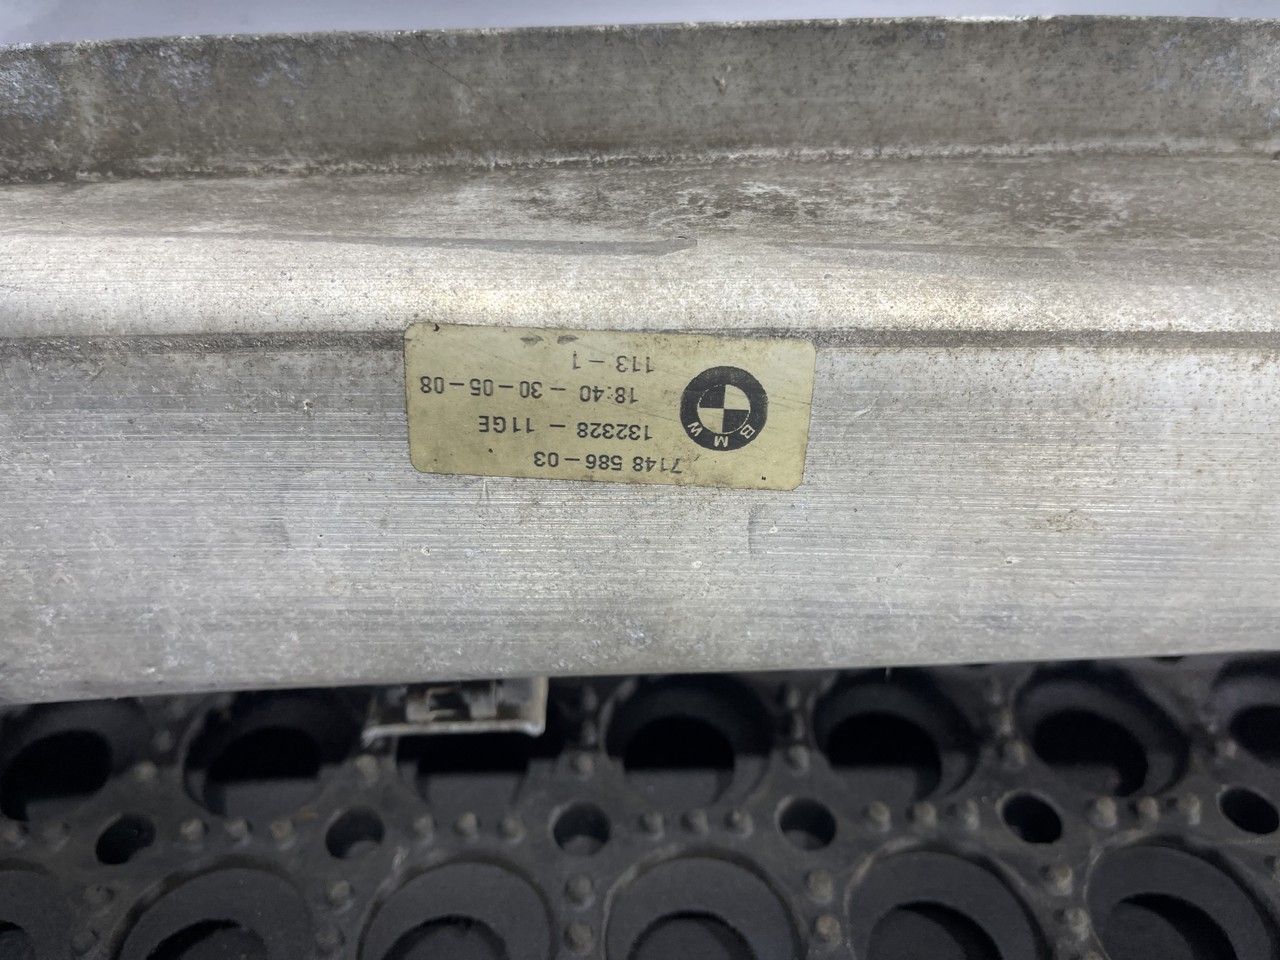 7148 586-03
132328 - 11GE
18:40 - 30-05-08
113-1
BMW